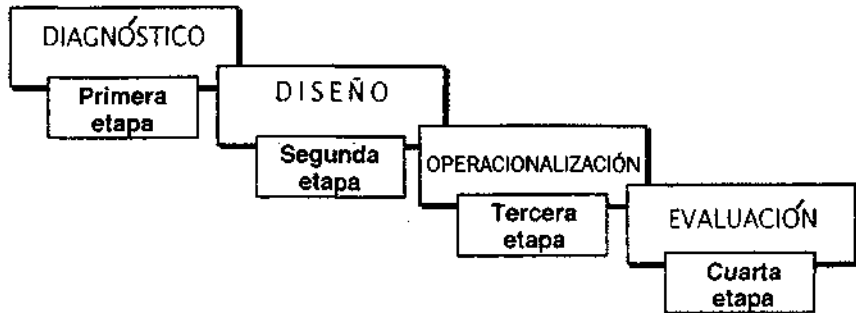 DIAGNÓSTICO
Primera
etapa
DISEÑO
Segunda
etapa
OPERACIONALIZACIÓN
Tercera
etapa
EVALUACIÓN
Cuarta
etapa